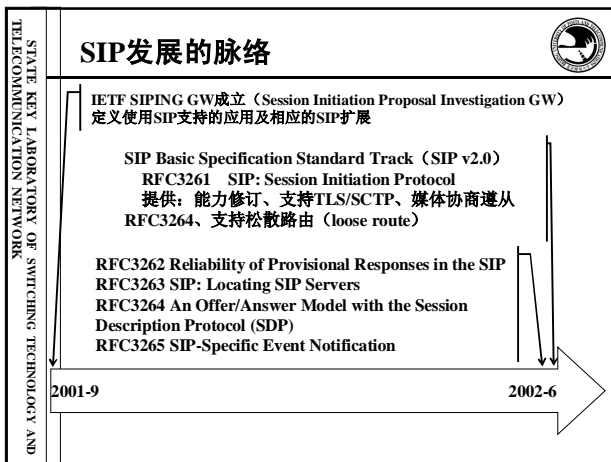 SIP发展的脉络
STATE KEY LABORATORY OF SWITCHING TECHNOLOGY AND
TELECOMMUNICATION NETWORK
IETF SIPING GW成立（Session Initiation Proposal Investigation GW）
定义使用SIP支持的应用及相应的SIP扩展
SIP Basic Specification Standard Track（SIP v2.0）
RFC3261 SIP: Session Initiation Protocol
提供：能力修订、支持TLS/SCTP、媒体协商遵从
RFC3264、支持松散路由（loose route）
RFC3262 Reliability of Provisional Responses in the SIP
RFC3263 SIP: Locating SIP Servers
RFC3264 An Offer/Answer Model with the Session
Description Protocol (SDP)
RFC3265 SIP-Specific Event Notification
2001-9
2002-6